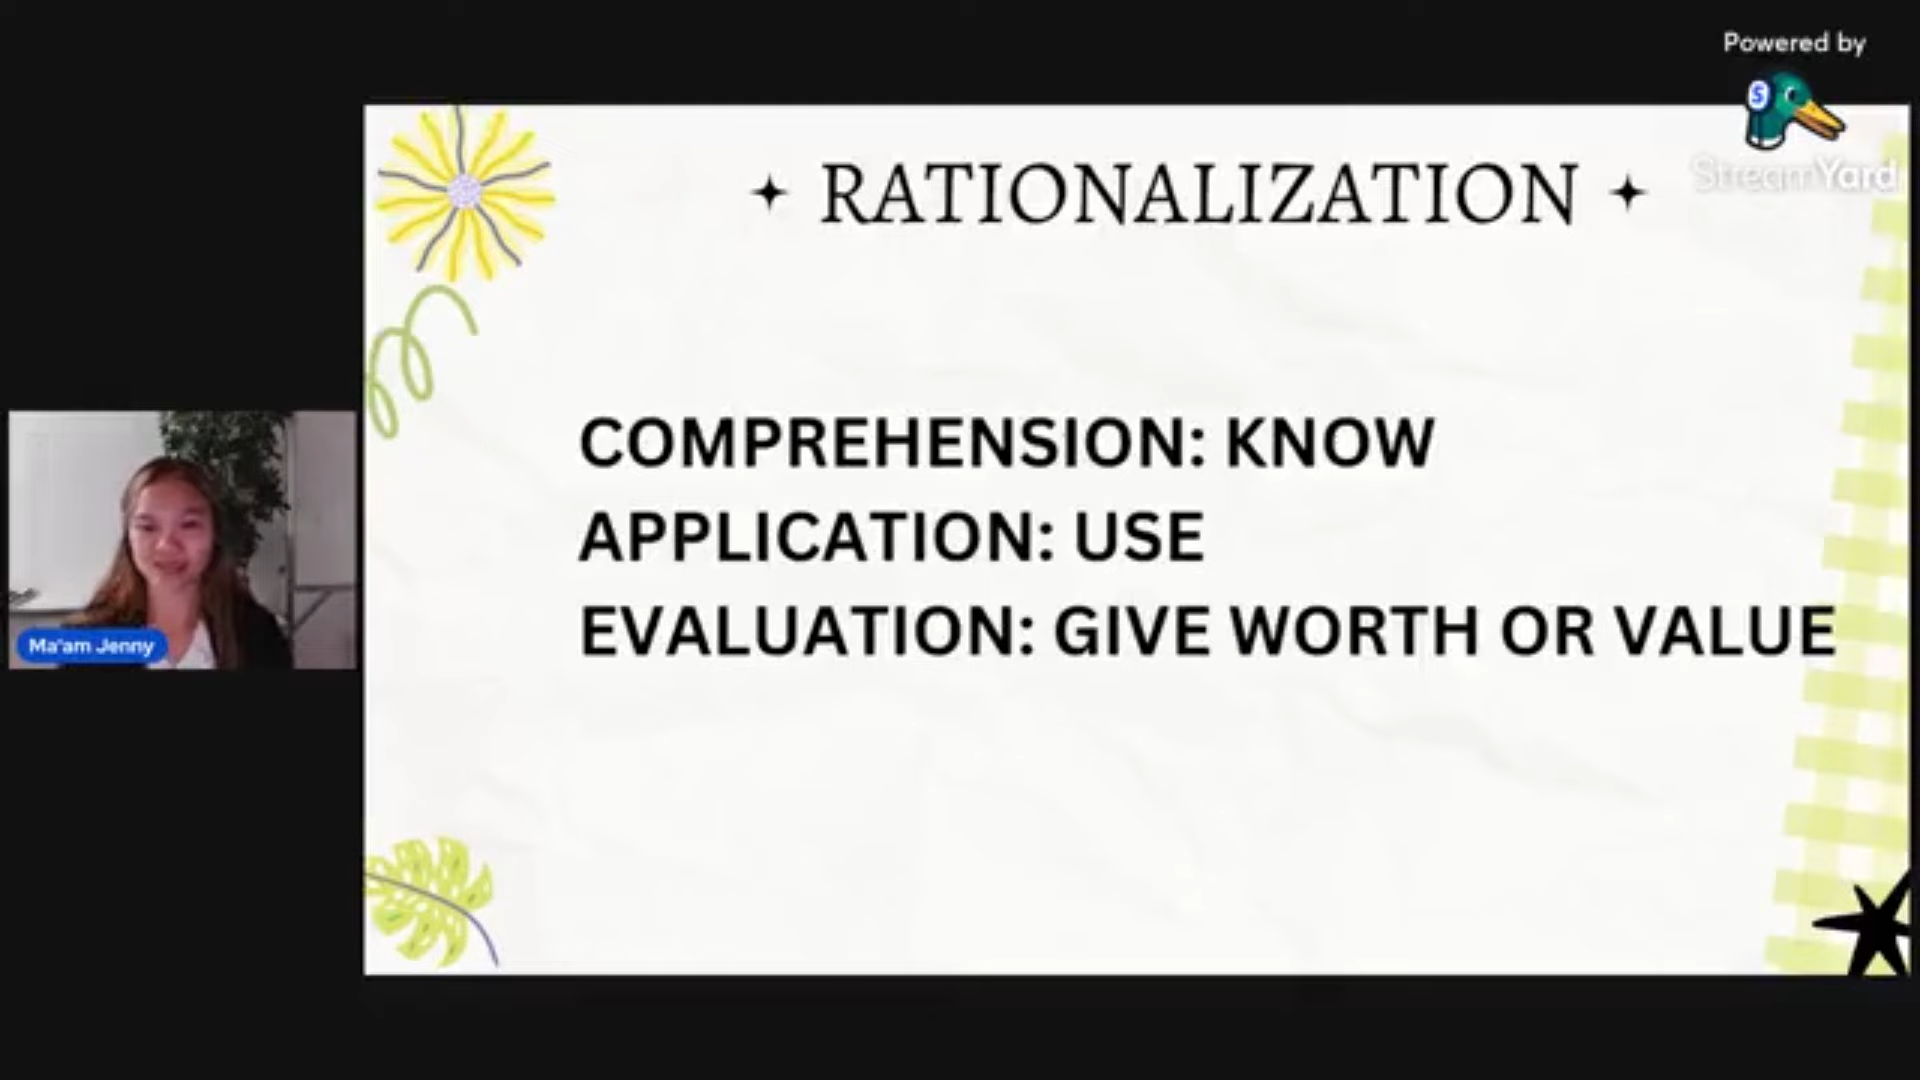 Powered by
S
StreamYard
RATIONALIZATION
COMPREHENSION: KNOW
APPLICATION: USE
EVALUATION: GIVE WORTH OR VALUE
Ma'am Jenny